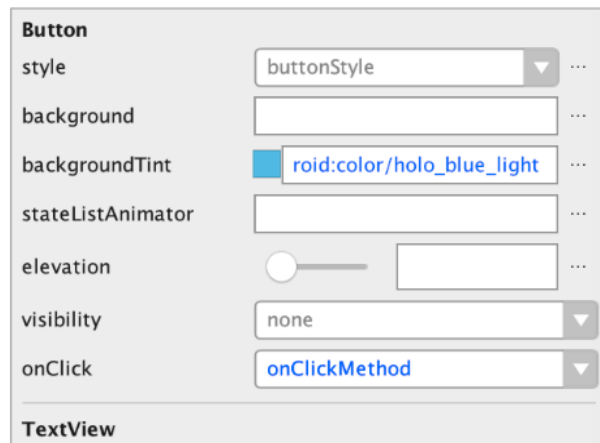 Button
style buttonStyle ...
background ...
backgroundTint roid:color/holo_blue_light ...
stateListAnimator ...
elevation ...
visibility none
onClick onClickMethod
TextView